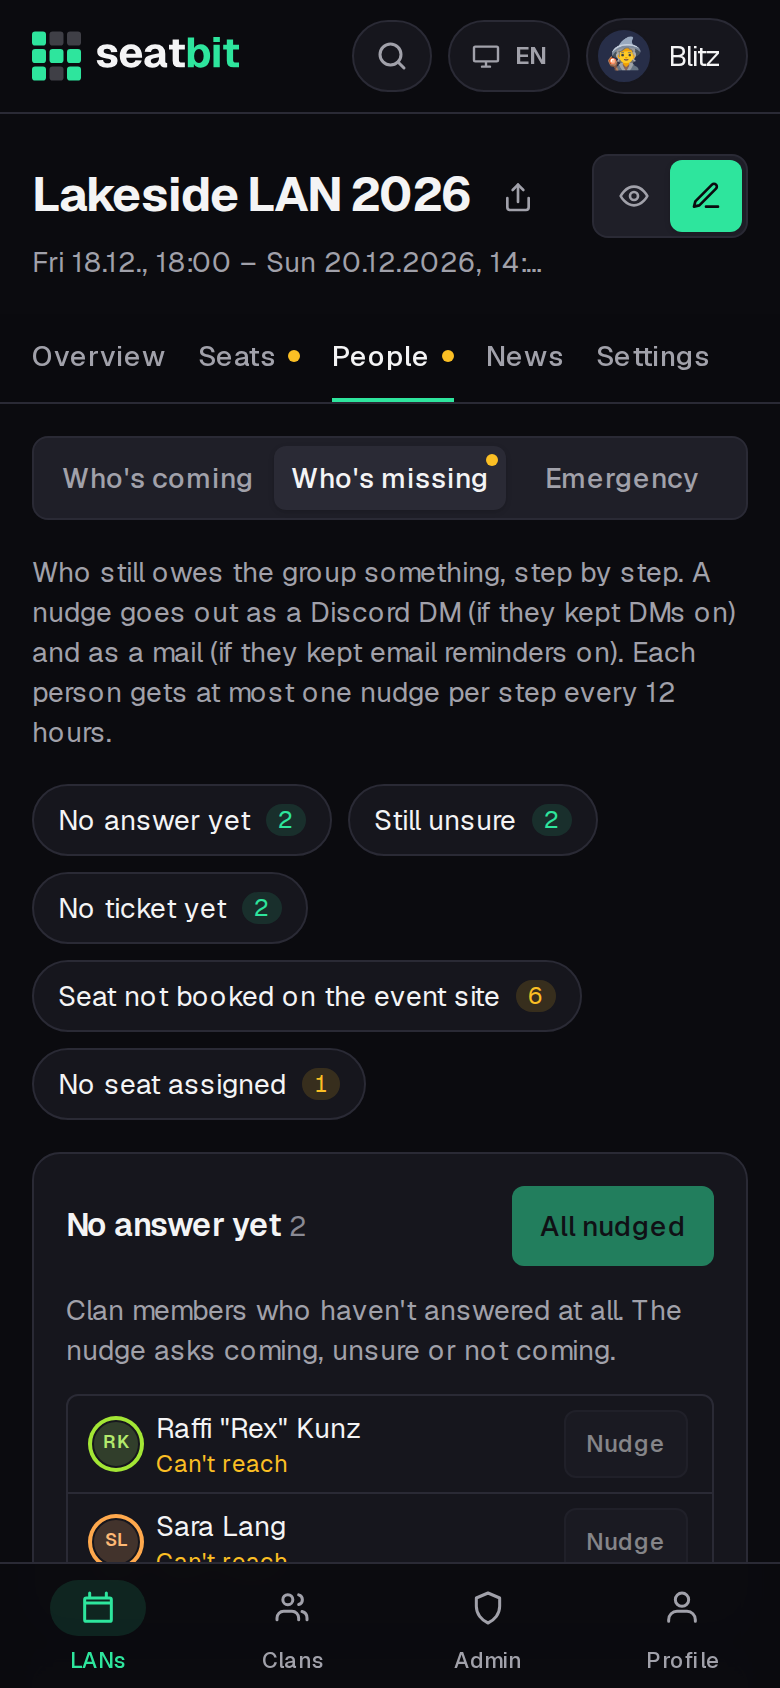 seatbit
EN
Blitz
Lakeside LAN 2026
Fri 18.12., 18:00 – Sun 20.12.2026, 14:...
Overview Seats People News Settings
Who's coming Who's missing Emergency
Who still owes the group something, step by step. A
nudge goes out as a Discord DM (if they kept DMs on)
and as a mail (if they kept email reminders on). Each
person gets at most one nudge per step every 12
hours.
No answer yet 2 Still unsure 2
No ticket yet 2
Seat not booked on the event site 6
No seat assigned 1
No answer yet 2 All nudged
Clan members who haven't answered at all. The
nudge asks coming, unsure or not coming.
RK Raffi "Rex" Kunz Nudge
Can't reach
SL Sara Lang Nudge
Can't reach
LANs Clans Admin Profile